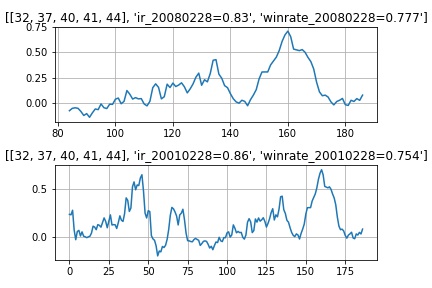 [[32, 37, 40, 41, 44], 'ir_20080228=0.83', 'winrate_20080228=0.777']
0.75
0.50
0.25
0.00
80 100 120 140 160 180
[[32, 37, 40, 41, 44], 'ir_20010228=0.86', 'winrate_20010228=0.754']
0.5
0.0
0 25 50 75 100 125 150 175